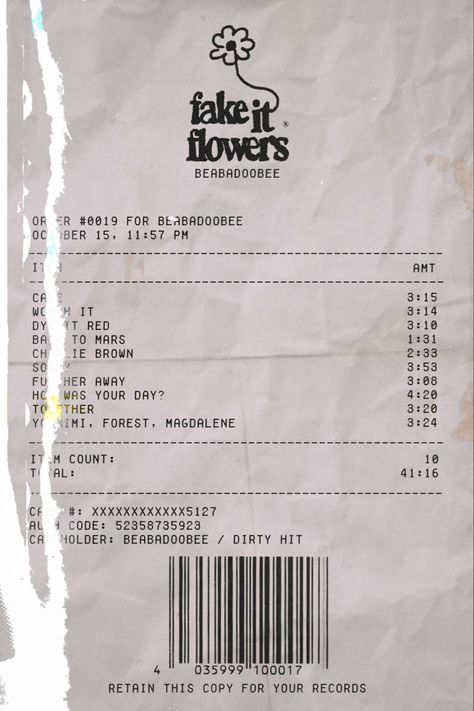 fake it
flowers ®
BEABADOOBEE
ORDER #0019 FOR BEABADOOBEE
OCTOBER 15, 11:57 PM
ITEM AMT
CARE 3:15
WORTH IT 3:14
DYE IT RED 3:10
BACK TO MARS 1:31
CHARLIE BROWN 2:33
SORRY 3:53
FURTHER AWAY 3:08
HOW WAS YOUR DAY? 4:20
TOGETHER 3:20
YOSHIMI, FOREST, MAGDALENE 3:24
ITEM COUNT: 10
TOTAL: 41:16
CARD #: XXXXXXXXXXXX5127
AUTH CODE: 52358735923
CARDHOLDER: BEABADOOBEE / DIRTY HIT
4 035999 100017
RETAIN THIS COPY FOR YOUR RECORDS